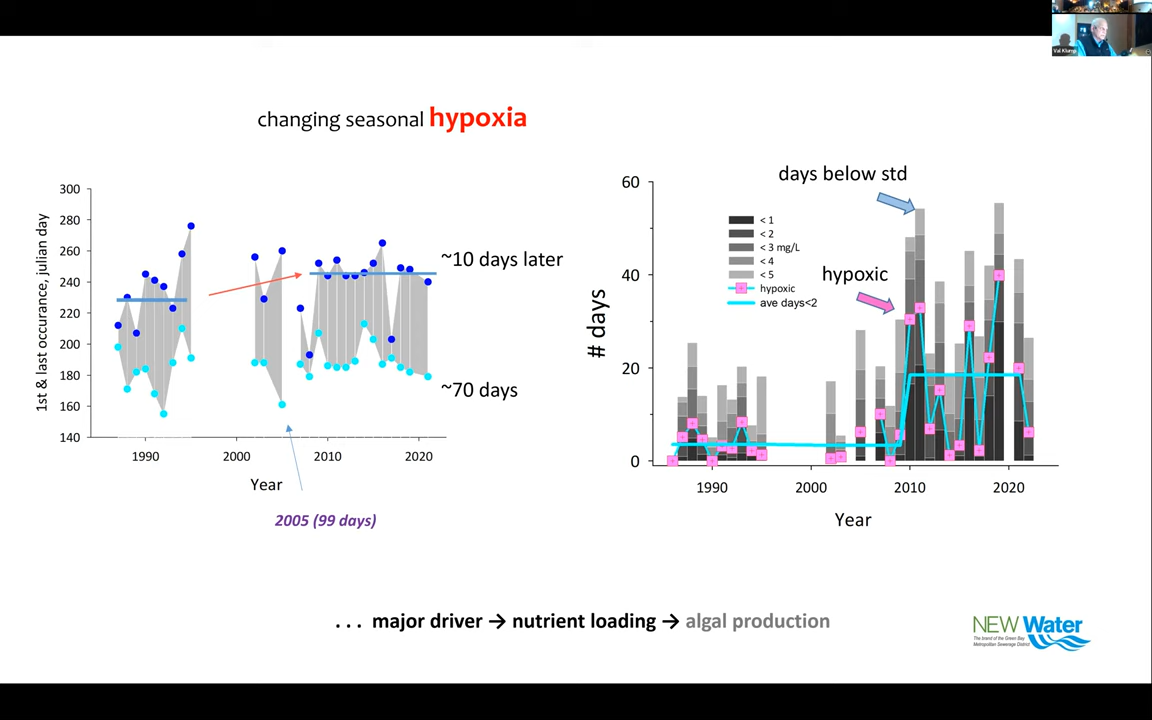 Val Klump
changing seasonal hypoxia
300
280
260
240
220
200
180
160
140
1st & last occurance, julian day
1990
2000
2010
2020
Year
~10 days later
~70 days
2005 (99 days)
60
40
20
0
# days
days below std
< 1
< 2
< 3 mg/L
< 4
< 5
hypoxic
ave days<2
hypoxic
1990
2000
2010
2020
Year
. . . major driver → nutrient loading → algal production
NEW Water
The brand of the Green Bay
Metropolitan Sewerage District